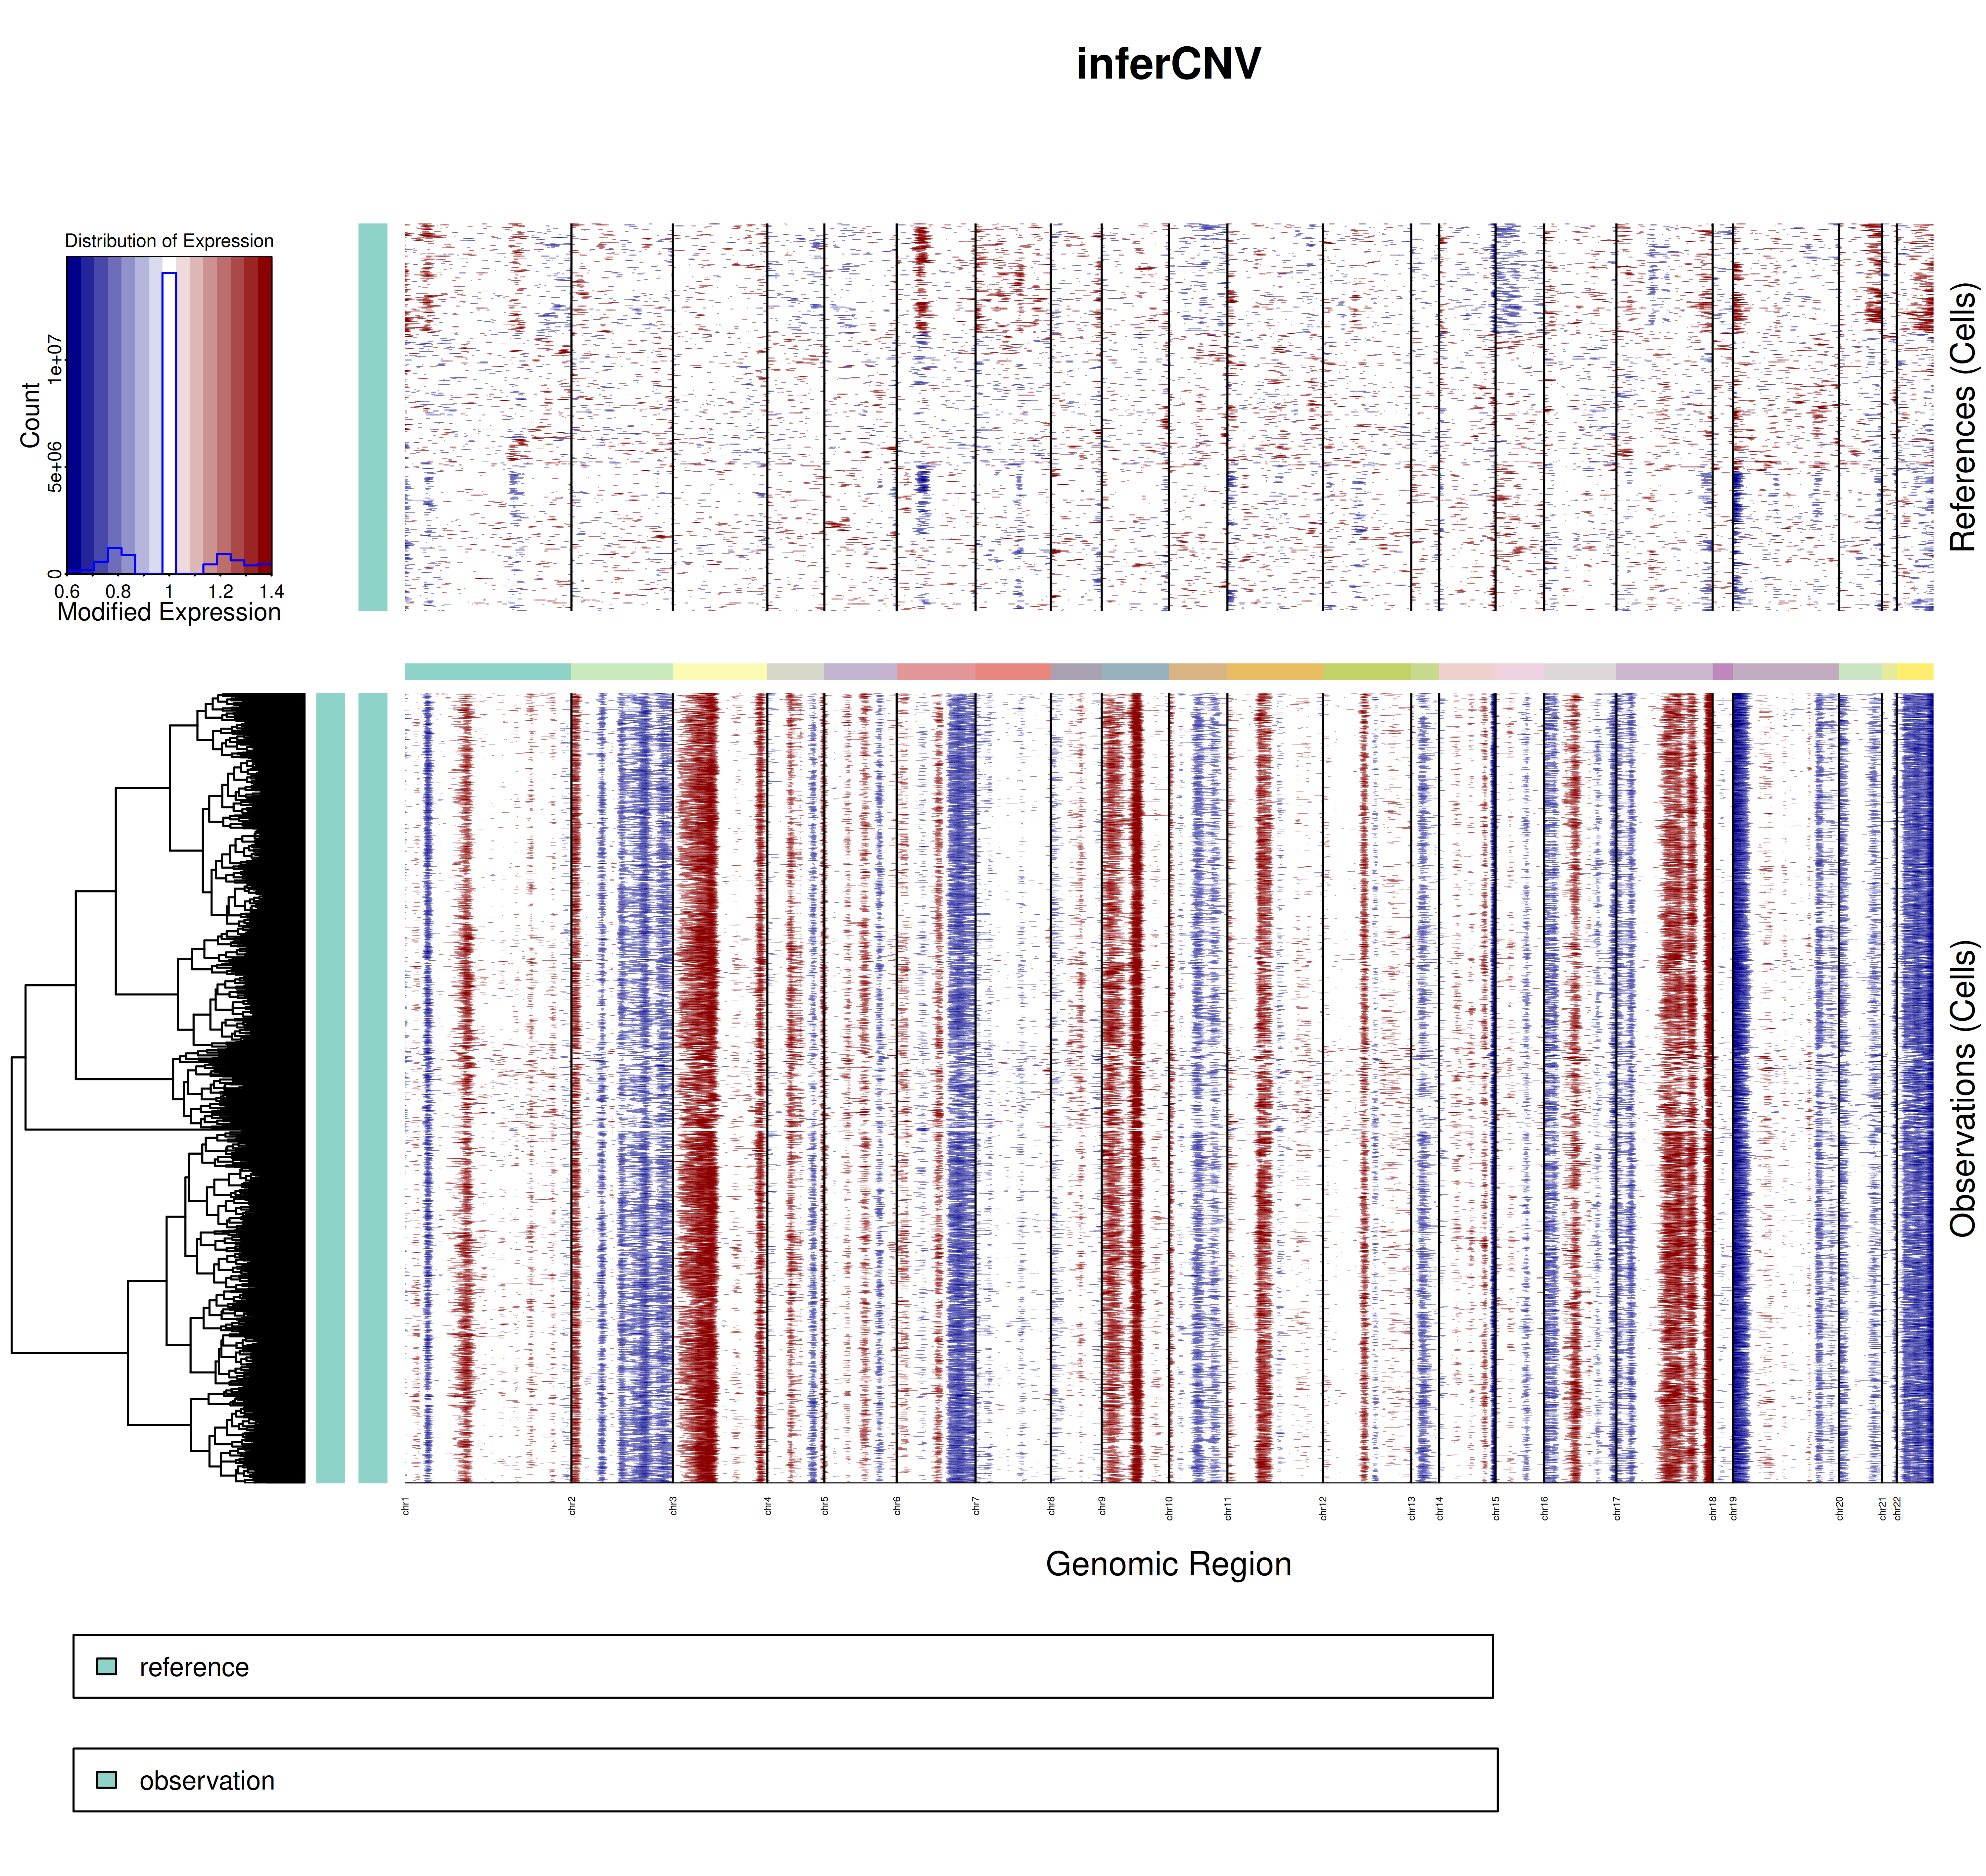 inferCNV
Distribution of Expression
Count
0
5e+06
1e+07
0.6 0.8 1 1.2 1.4
Modified Expression
References (Cells)
Observations (Cells)
chr1 chr2 chr3 chr4 chr5 chr6 chr7 chr8 chr9 chr10 chr11 chr12 chr13 chr14 chr15 chr16 chr17 chr18 chr19 chr20 chr21 chr22
Genomic Region
reference
observation